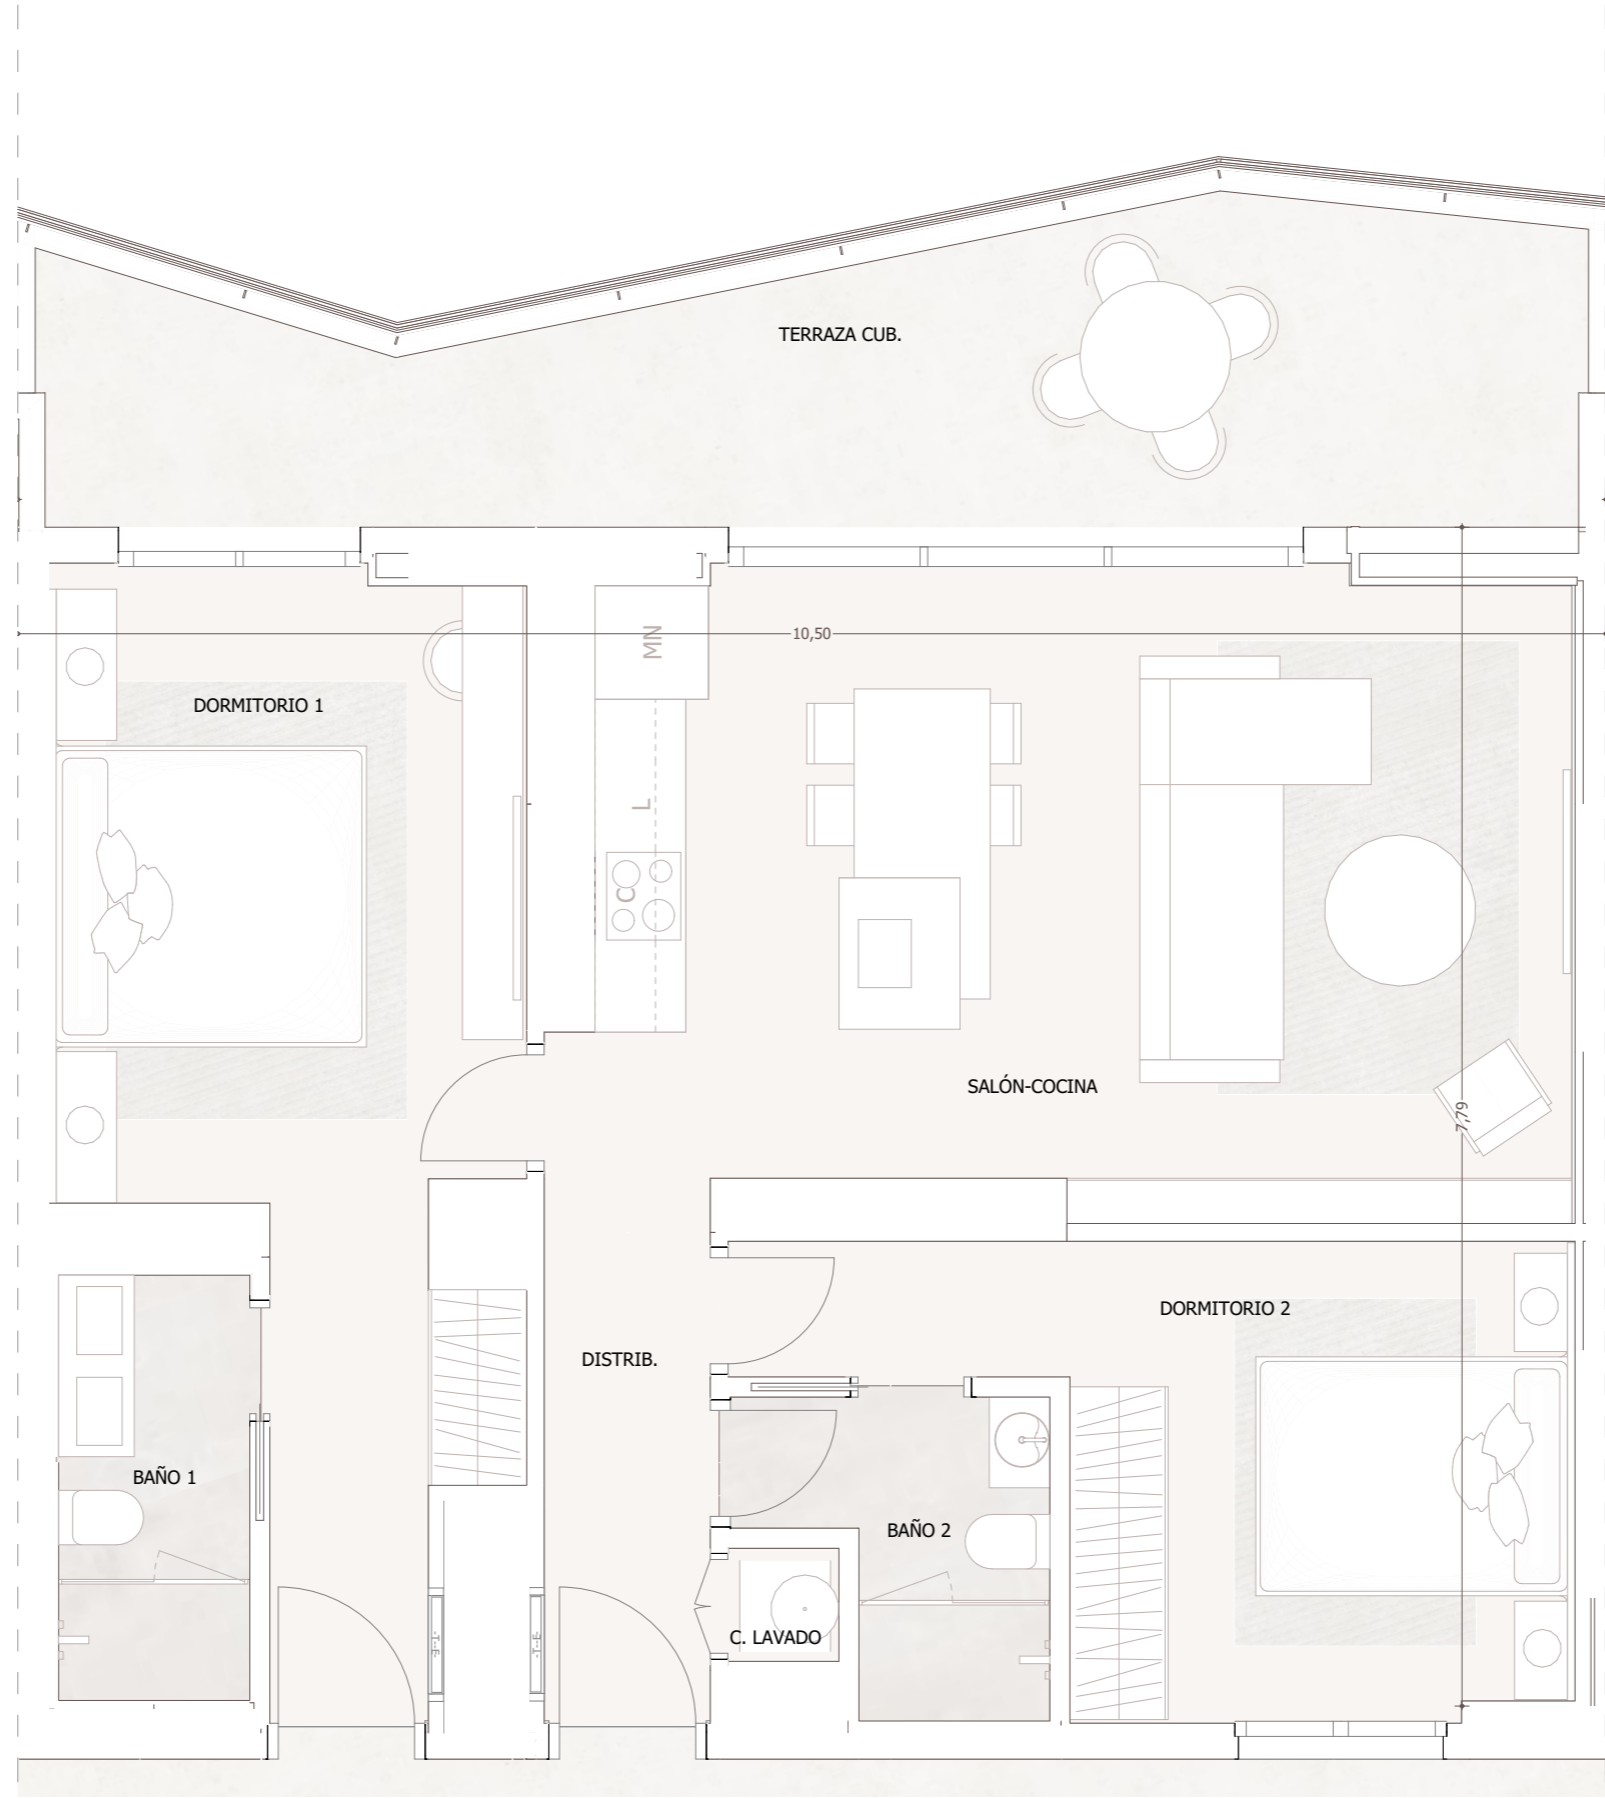 TERRAZA CUB.
10,50
MN
DORMITORIO 1
L
C
SALÓN-COCINA
7,79
DORMITORIO 2
DISTRIB.
BAÑO 1
BAÑO 2
C. LAVADO